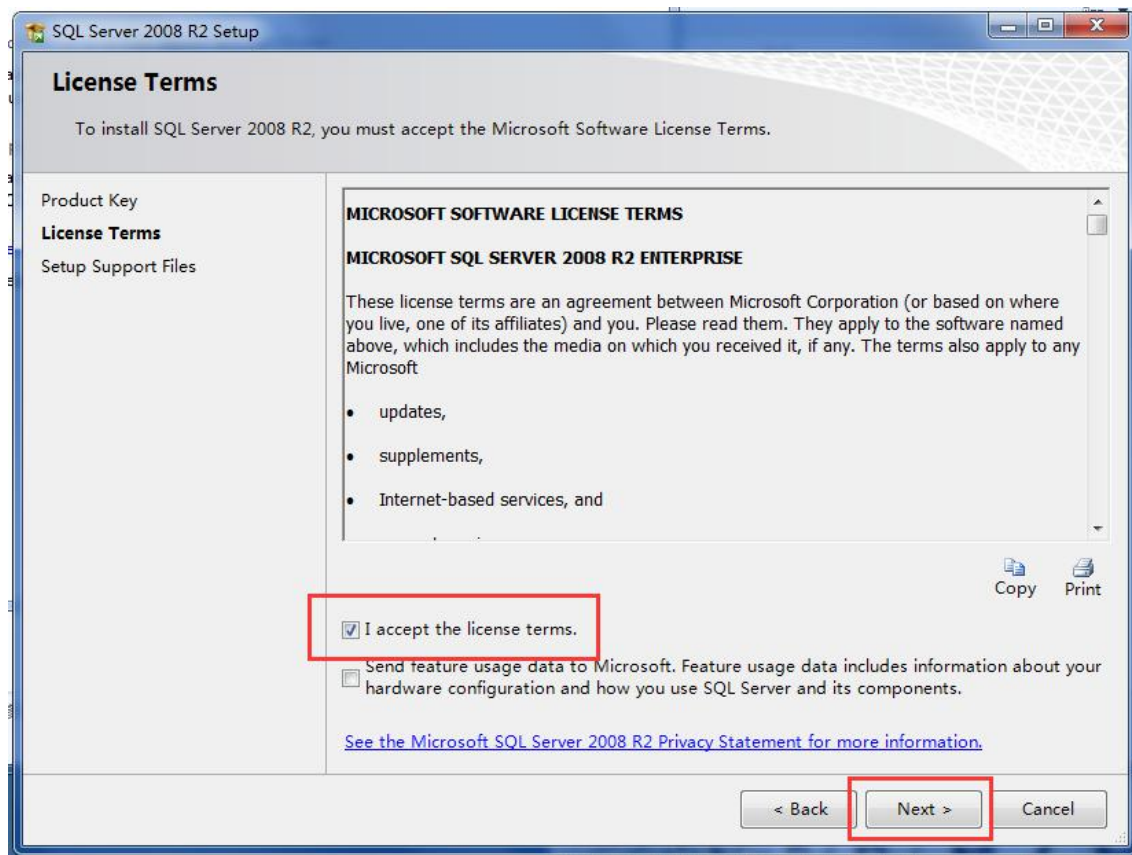 SQL Server 2008 R2 Setup
License Terms
To install SQL Server 2008 R2, you must accept the Microsoft Software License Terms.
Product Key
License Terms
Setup Support Files
MICROSOFT SOFTWARE LICENSE TERMS
MICROSOFT SQL SERVER 2008 R2 ENTERPRISE
These license terms are an agreement between Microsoft Corporation (or based on where
you live, one of its affiliates) and you. Please read them. They apply to the software named
above, which includes the media on which you received it, if any. The terms also apply to any
Microsoft
• updates,
• supplements,
• Internet-based services, and
Copy Print
I accept the license terms.
Send feature usage data to Microsoft. Feature usage data includes information about your
hardware configuration and how you use SQL Server and its components.
See the Microsoft SQL Server 2008 R2 Privacy Statement for more information.
< Back Next > Cancel